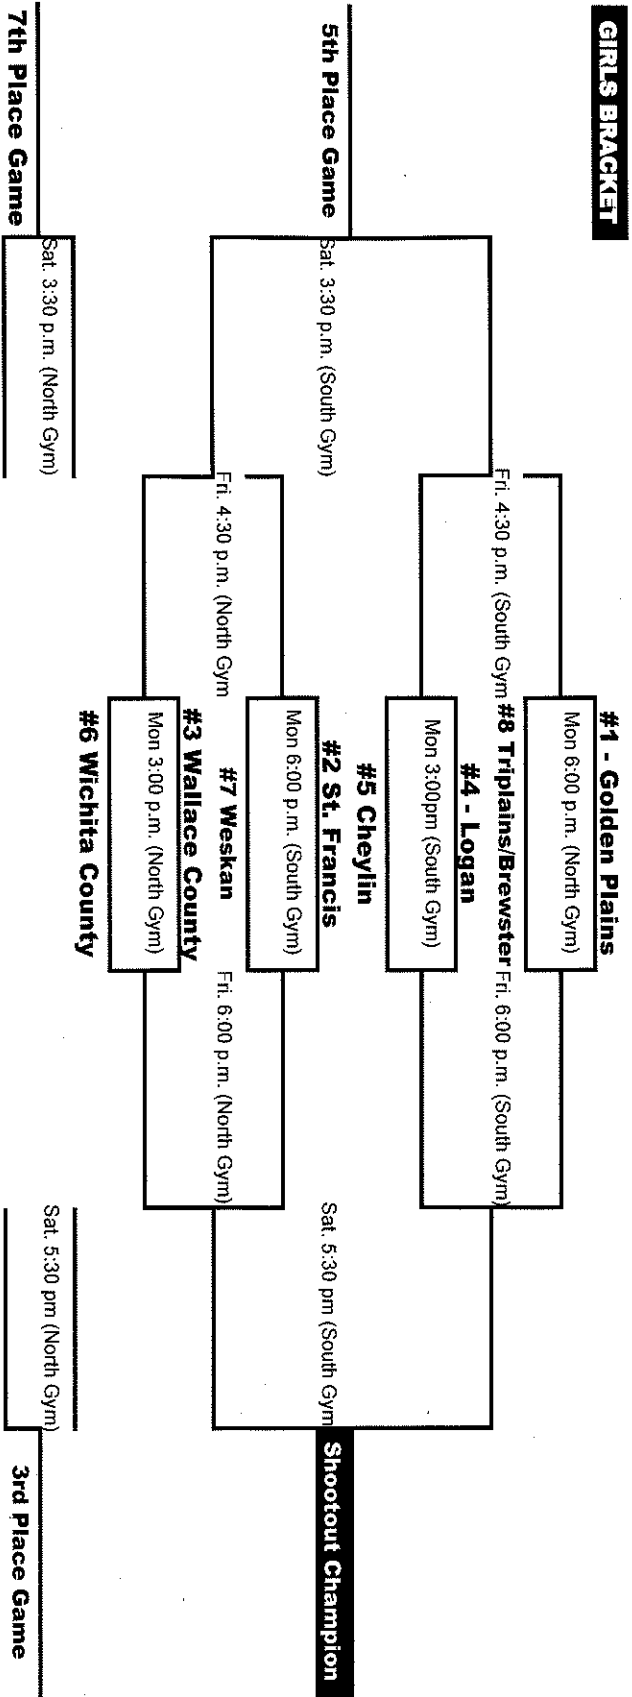 GIRLS BRACKET
#1 - Golden Plains
Mon 6:00 p.m. (North Gym)
Fri. 4:30 p.m. (South Gym
#8 Triplains/Brewster
Fri. 6:00 p.m. (South Gym)
#4 - Logan
Mon 3:00pm (South Gym)
#5 Cheylin
5th Place Game
Sat. 3:30 p.m. (South Gym)
#2 St. Francis
Sat. 5:30 pm (South Gym
Shootout Champion
Mon 6:00 p.m. (South Gym)
#7 Weskan
Fri. 4:30 p.m. (North Gym
Fri. 6:00 p.m. (North Gym)
#3 Wallace County
Mon 3:00 p.m. (North Gym)
#6 Wichita County
Sat. 3:30 p.m. (North Gym)
7th Place Game
Sat. 5:30 pm (North Gym)
3rd Place Game